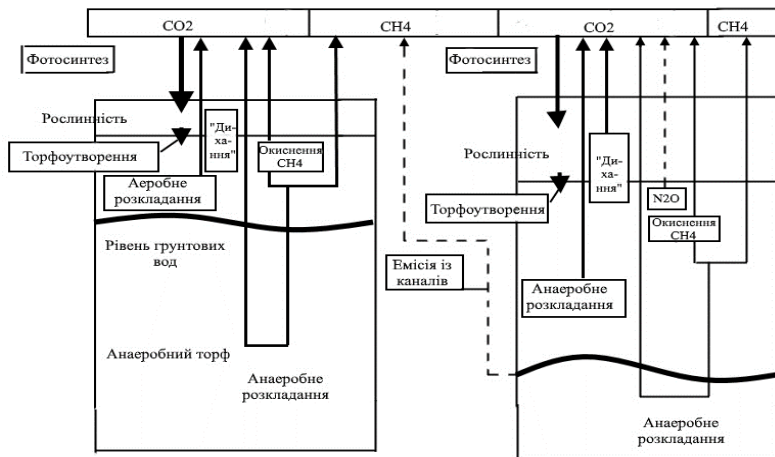 CO2
CH4
CO2
CH4
Фотосинтез
Рослинність
Торфоутворення
"Ди-
ха-
ння"
Окиснення
CH4
Аеробне
розкладання
Рівень грунтових
вод
Анаеробний торф
Анаеробне
розкладання
Емісія із
каналів
Фотосинтез
Рослинність
Торфоутворення
"Ди-
ха-
ння"
N2O
Окиснення
CH4
Анаеробне
розкладання
Анаеробне
розкладання